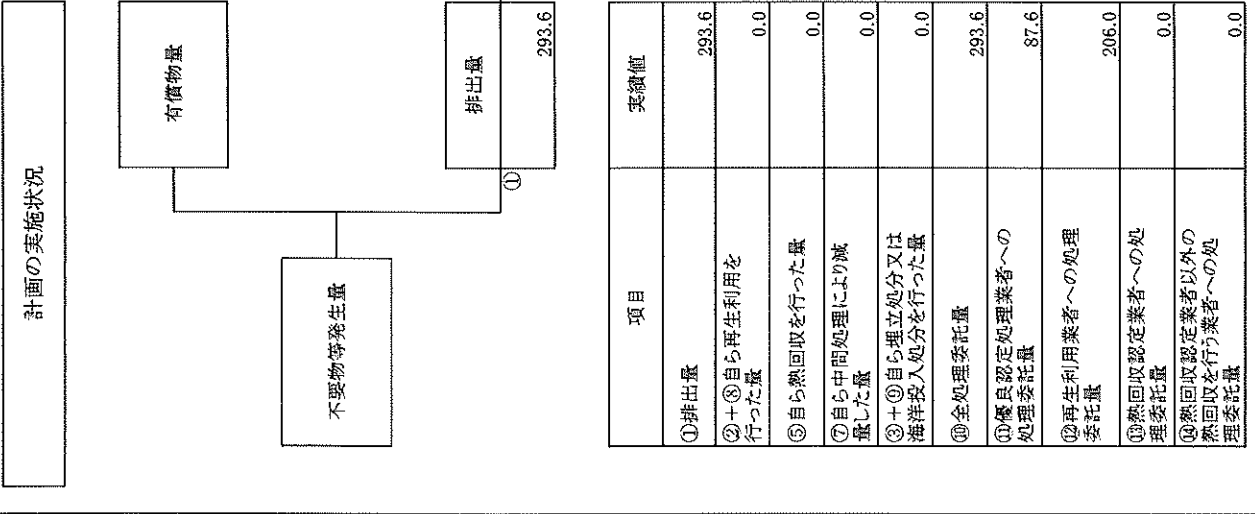 計画の実施状況
有償物量
不要物等発生量
排出量
①
293.6
項目
実績値
①排出量
293.6
②+⑧自ら再生利用を
行った量
0.0
⑤自ら熱回収を行った量
0.0
⑦自ら中間処理により減
量した量
0.0
③+⑨自ら埋立処分又は
海洋投入処分を行った量
0.0
⑩全処理委託量
293.6
⑪優良認定処理業者への
処理委託量
87.6
⑫再生利用業者への処理
委託量
206.0
⑬熱回収認定業者への処
理委託量
0.0
⑭熱回収認定業者以外の
熱回収を行う業者への処
理委託量
0.0